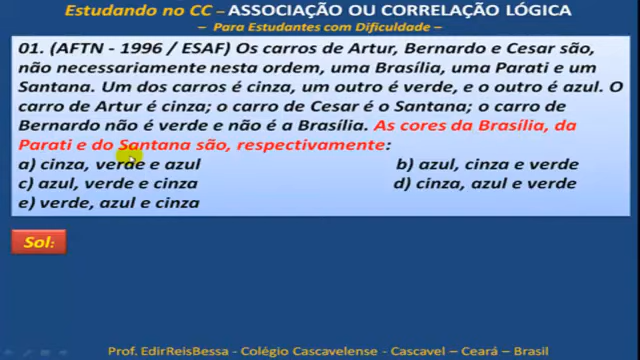 Estudando no CC – ASSOCIAÇÃO OU CORRELAÇÃO LÓGICA
– Para Estudantes com Dificuldade –
01. (AFTN - 1996 / ESAF) Os carros de Artur, Bernardo e Cesar são,
não necessariamente nesta ordem, uma Brasília, uma Parati e um
Santana. Um dos carros é cinza, um outro é verde, e o outro é azul. O
carro de Artur é cinza; o carro de Cesar é o Santana; o carro de
Bernardo não é verde e não é a Brasília. As cores da Brasília, da
Parati e do Santana são, respectivamente:
a) cinza, verde e azul b) azul, cinza e verde
c) azul, verde e cinza d) cinza, azul e verde
e) verde, azul e cinza
Sol:
Prof. EdirReisBessa - Colégio Cascavelense - Cascavel – Ceará – Brasil